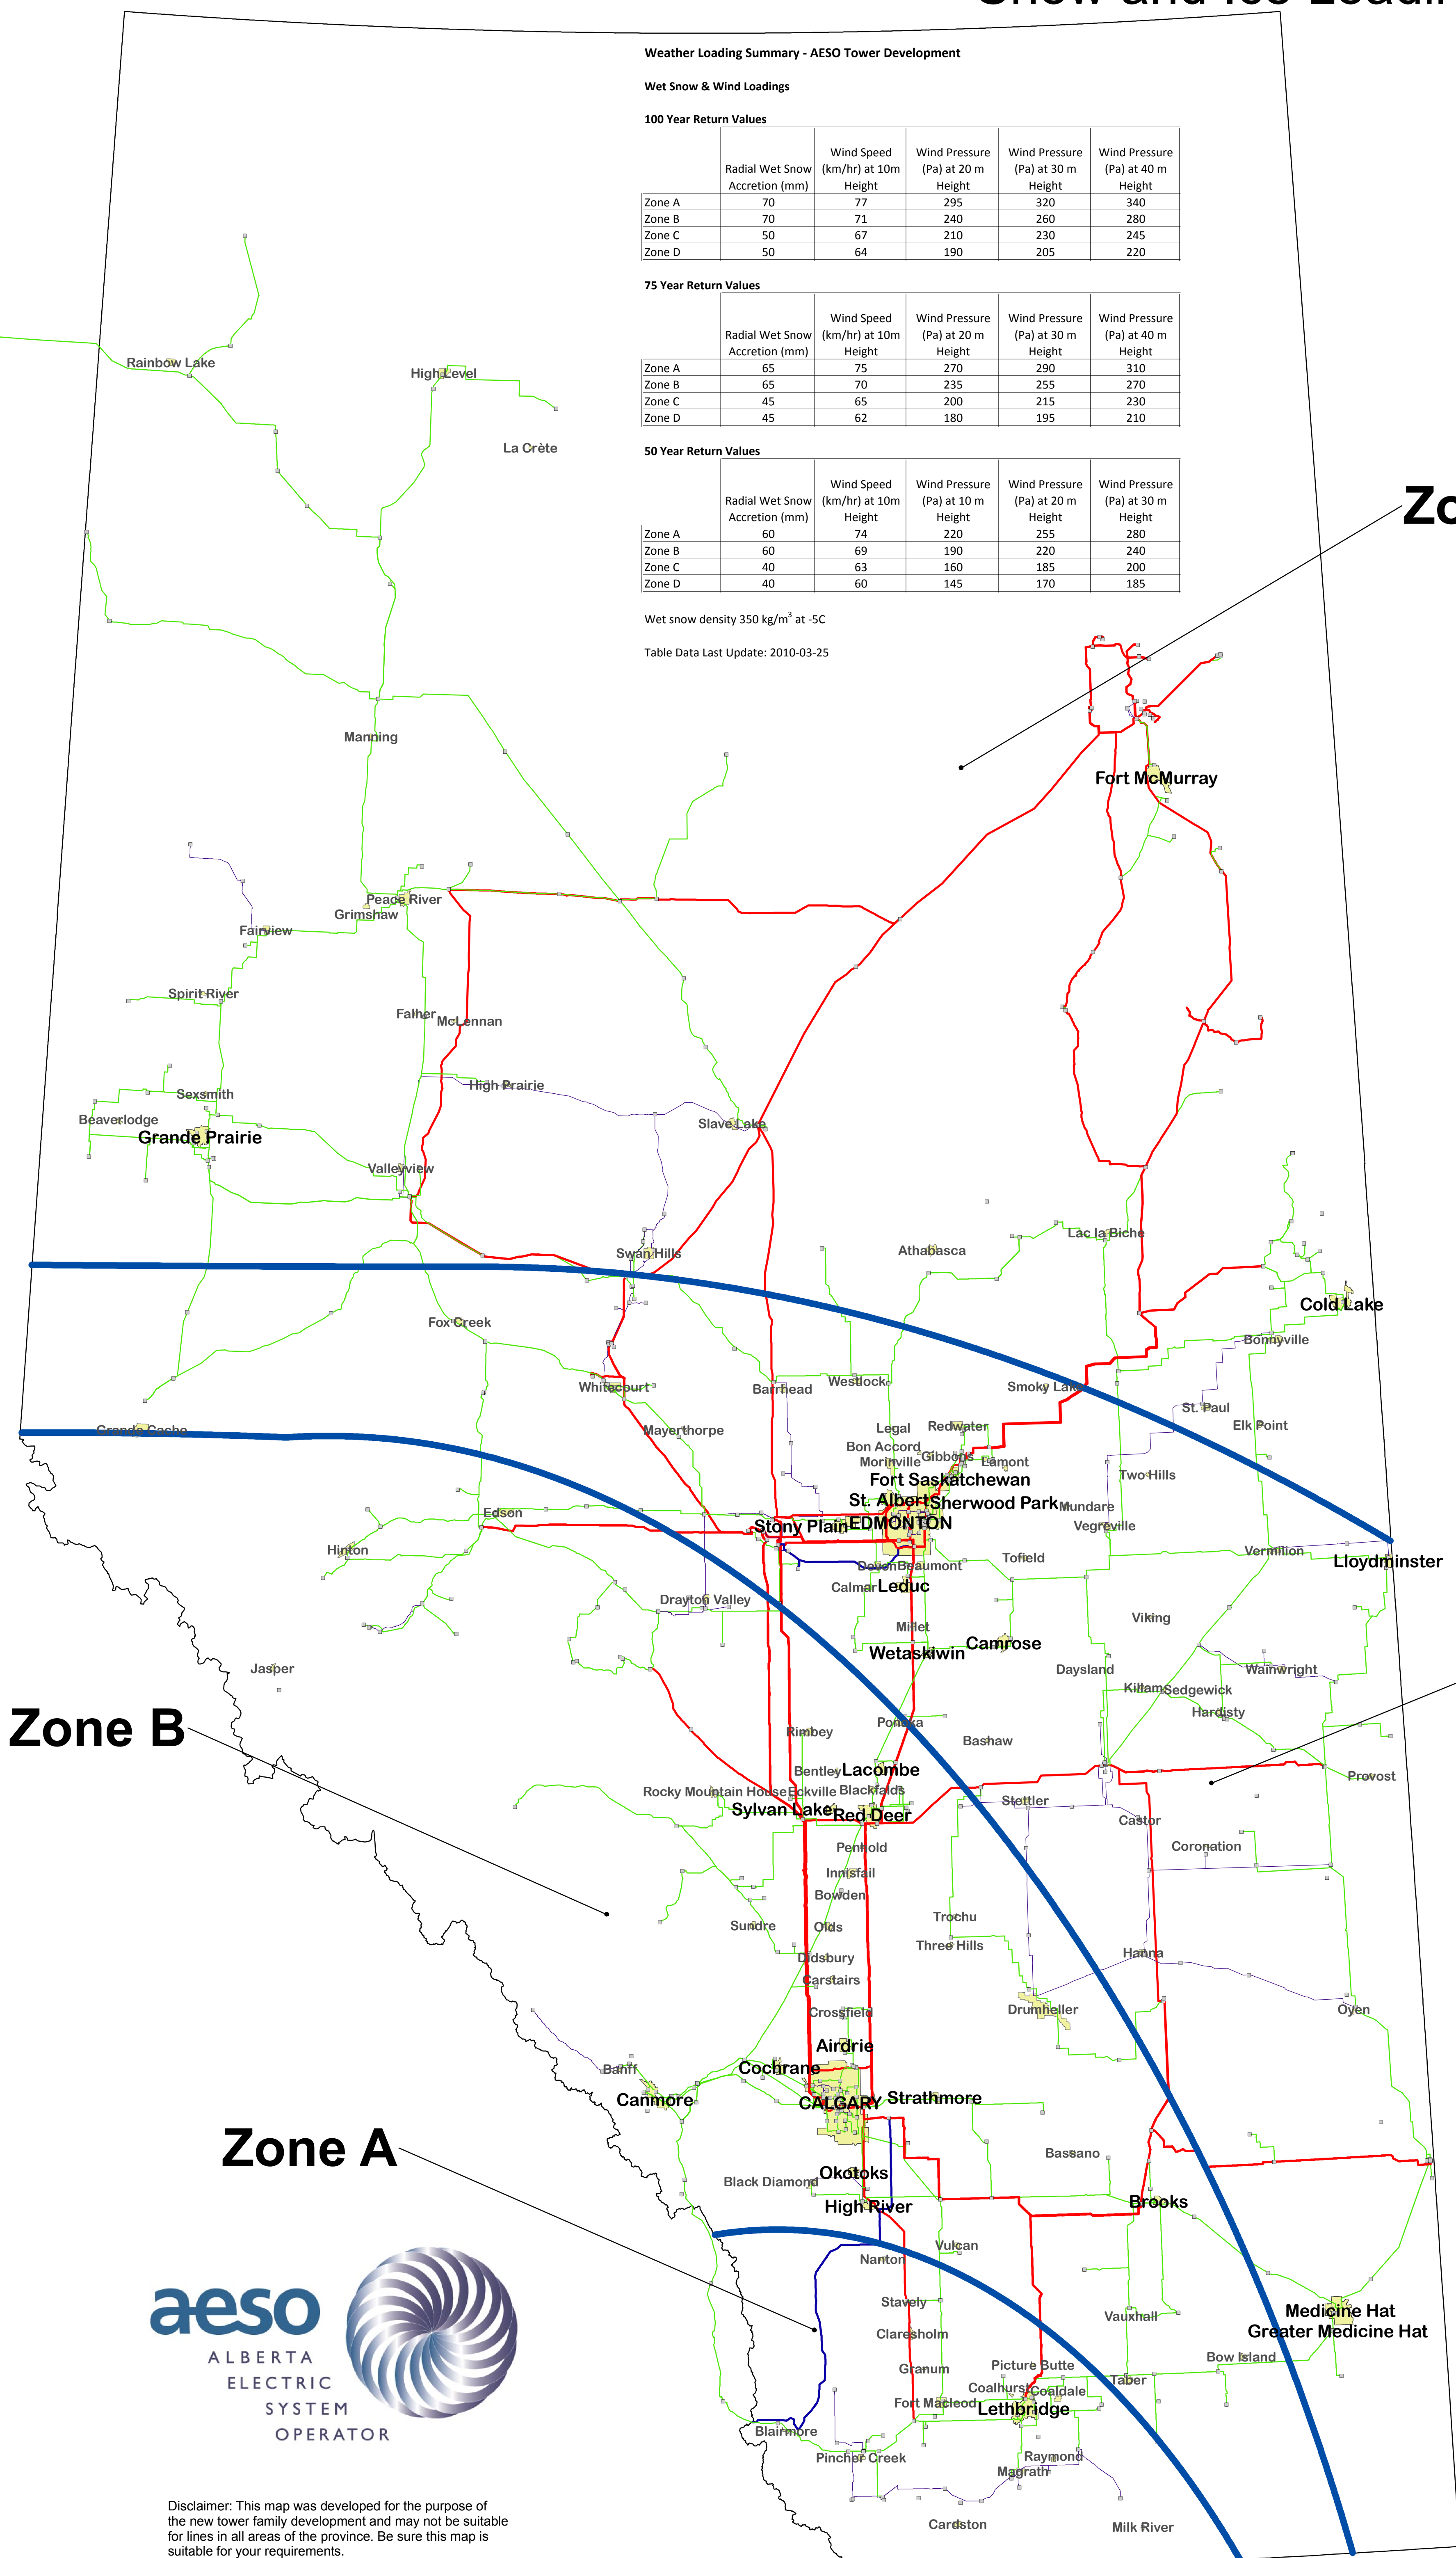 Weather Loading Summary - AESO Tower Development
Wet Snow & Wind Loadings
100 Year Return Values
Radial Wet Snow Accretion (mm) | Wind Speed (km/hr) at 10m Height | Wind Pressure (Pa) at 20 m Height | Wind Pressure (Pa) at 30 m Height | Wind Pressure (Pa) at 40 m Height
Zone A 70 77 295 320 340
Zone B 70 71 240 260 280
Zone C 50 67 210 230 245
Zone D 50 64 190 205 220
75 Year Return Values
Radial Wet Snow Accretion (mm) | Wind Speed (km/hr) at 10m Height | Wind Pressure (Pa) at 20 m Height | Wind Pressure (Pa) at 30 m Height | Wind Pressure (Pa) at 40 m Height
Zone A 65 75 270 290 310
Zone B 65 70 235 255 270
Zone C 45 65 200 215 230
Zone D 45 62 180 195 210
50 Year Return Values
Radial Wet Snow Accretion (mm) | Wind Speed (km/hr) at 10m Height | Wind Pressure (Pa) at 10 m Height | Wind Pressure (Pa) at 20 m Height | Wind Pressure (Pa) at 30 m Height
Zone A 60 74 220 255 280
Zone B 60 69 190 220 240
Zone C 40 63 160 185 200
Zone D 40 60 145 170 185
Wet snow density 350 kg/m³ at -5C
Table Data Last Update: 2010-03-25
Rainbow Lake
High Level
La Crète
Zo
Manning
Fort McMurray
Peace River
Grimshaw
Fairview
Spirit River
Falher
McLennan
High Prairie
Sexsmith
Beaverlodge
Grande Prairie
Slave Lake
Valleyview
Lac la Biche
Swan Hills
Athabasca
Cold Lake
Fox Creek
Bonnyville
Whitecourt
Barrhead
Westlock
Smoky Lake
St. Paul
Grande Cache
Mayerthorpe
Legal
Redwater
Elk Point
Bon Accord
Morinville
Gibbons
Lamont
Two Hills
Fort Saskatchewan
St. Albert
Sherwood Park
Mundare
Edson
Stony Plain
EDMONTON
Vegreville
Hinton
Devon
Beaumont
Tofield
Vermilion
Lloydminster
Calmar
Leduc
Drayton Valley
Millet
Viking
Wetaskiwin
Camrose
Jasper
Daysland
Wainwright
Killam
Sedgewick
Hardisty
Zone B
Rimbey
Ponoka
Bashaw
Bentley
Lacombe
Provost
Rocky Mountain House
Eckville
Blackfalds
Stettler
Sylvan Lake
Red Deer
Castor
Penhold
Coronation
Innisfail
Bowden
Trochu
Sundre
Olds
Three Hills
Hanna
Didsbury
Carstairs
Crossfield
Drumheller
Oyen
Airdrie
Banff
Cochrane
Canmore
CALGARY
Strathmore
Zone A
Bassano
Black Diamond
Okotoks
High River
Brooks
Vulcan
Nanton
Stavely
Vauxhall
Medicine Hat
Greater Medicine Hat
Claresholm
Bow Island
Granum
Picture Butte
Taber
Coalhurst
Coaldale
Fort Macleod
Lethbridge
Blairmore
Pincher Creek
Raymond
Magrath
Cardston
Milk River
aeso
ALBERTA
ELECTRIC
SYSTEM
OPERATOR
Disclaimer: This map was developed for the purpose of
the new tower family development and may not be suitable
for lines in all areas of the province. Be sure this map is
suitable for your requirements.